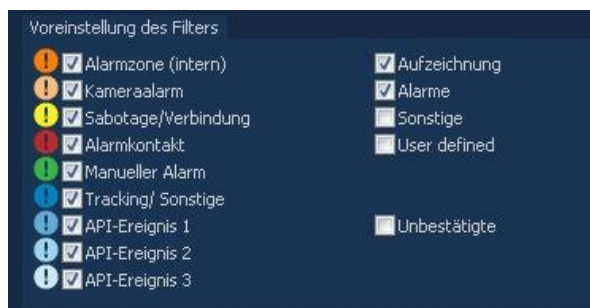 Voreinstellung des Filters
Alarmzone (intern) Aufzeichnung
Kameraalarm Alarme
Sabotage/Verbindung Sonstige
Alarmkontakt User defined
Manueller Alarm
Tracking/ Sonstige
API-Ereignis 1 Unbestätigte
API-Ereignis 2
API-Ereignis 3